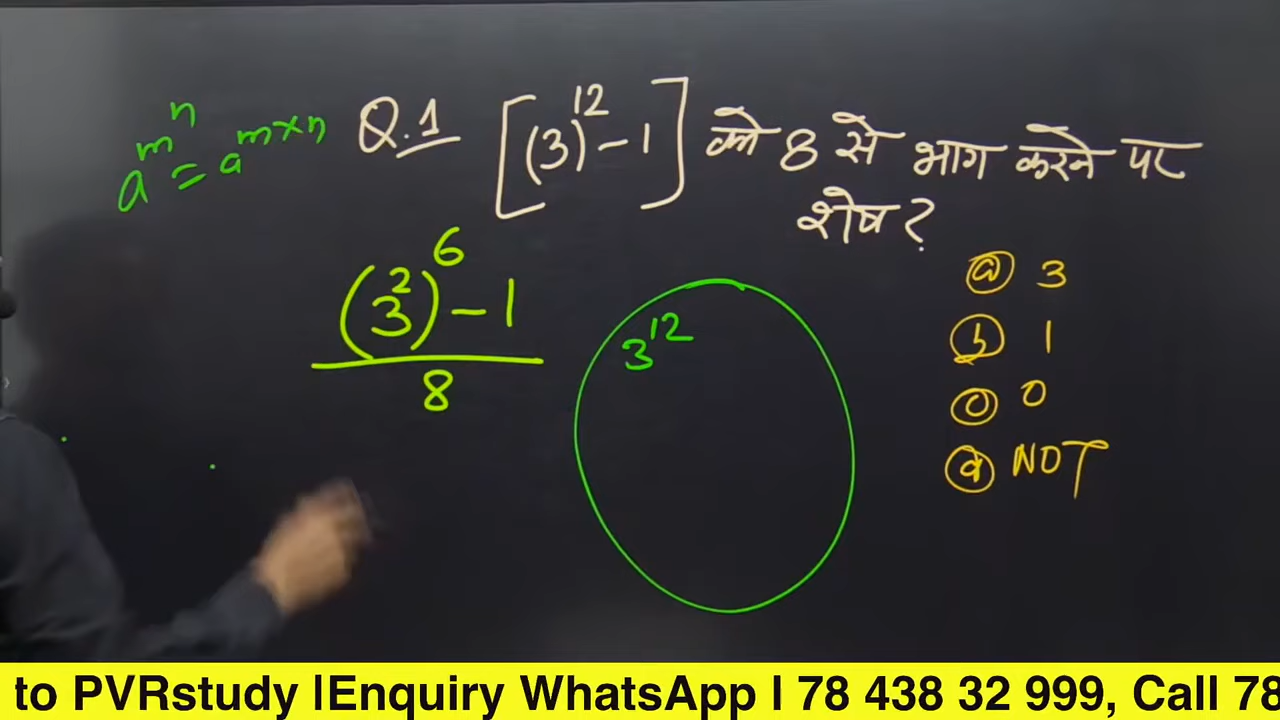 a^m^n = a^m×n
Q.1 [(3)^12 - 1] को 8 से भाग करने पर
शेष ?
(3^2)^6 - 1
8
3^12
ⓐ 3
ⓑ 1
0
ⓓ NOT
to PVRstudy |Enquiry WhatsApp I 78 438 32 999, Call 78